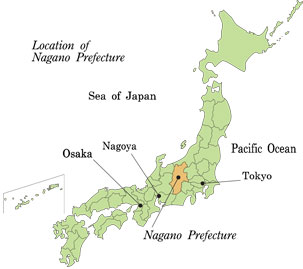 Location of
Nagano Prefecture
Sea of Japan
Nagoya
Pacific Ocean
Osaka
Tokyo
Nagano Prefecture